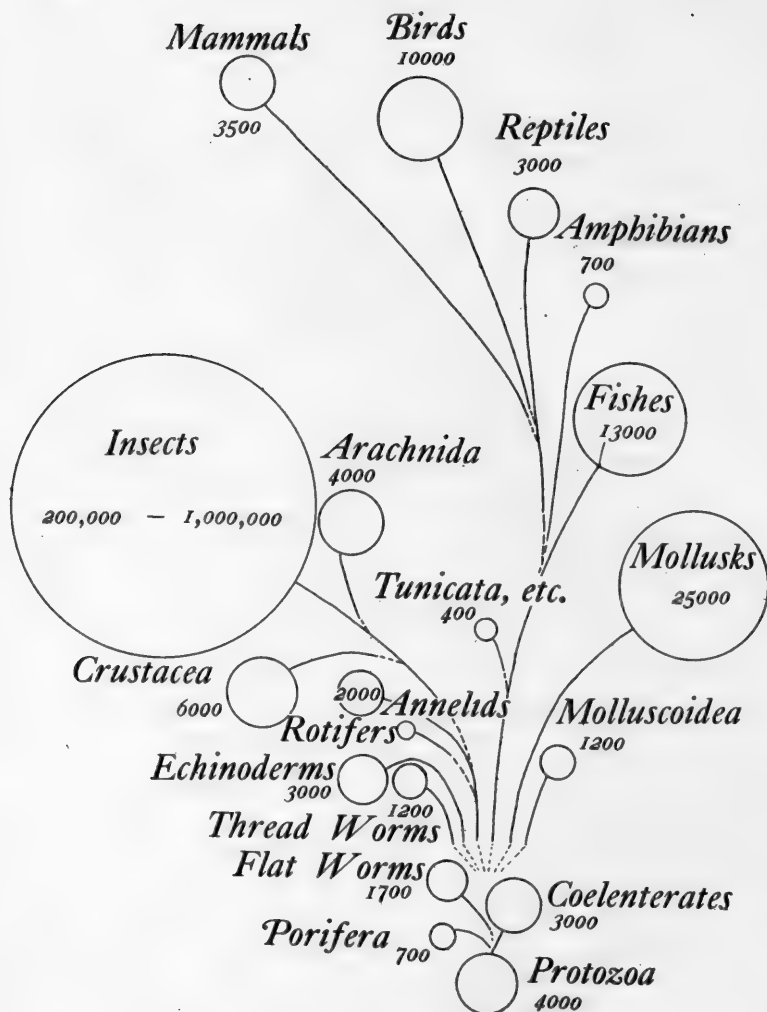 Mammals
3500
Birds
10000
Reptiles
3000
Amphibians
700
Fishes
13000
Insects
200,000 — 1,000,000
Arachnida
4000
Mollusks
25000
Tunicata, etc.
400
Crustacea
6000
2000
Annelids
Rotifers
Molluscoidea
1200
Echinoderms
3000
1200
Thread Worms
Flat Worms
1700
Coelenterates
3000
Porifera
700
Protozoa
4000